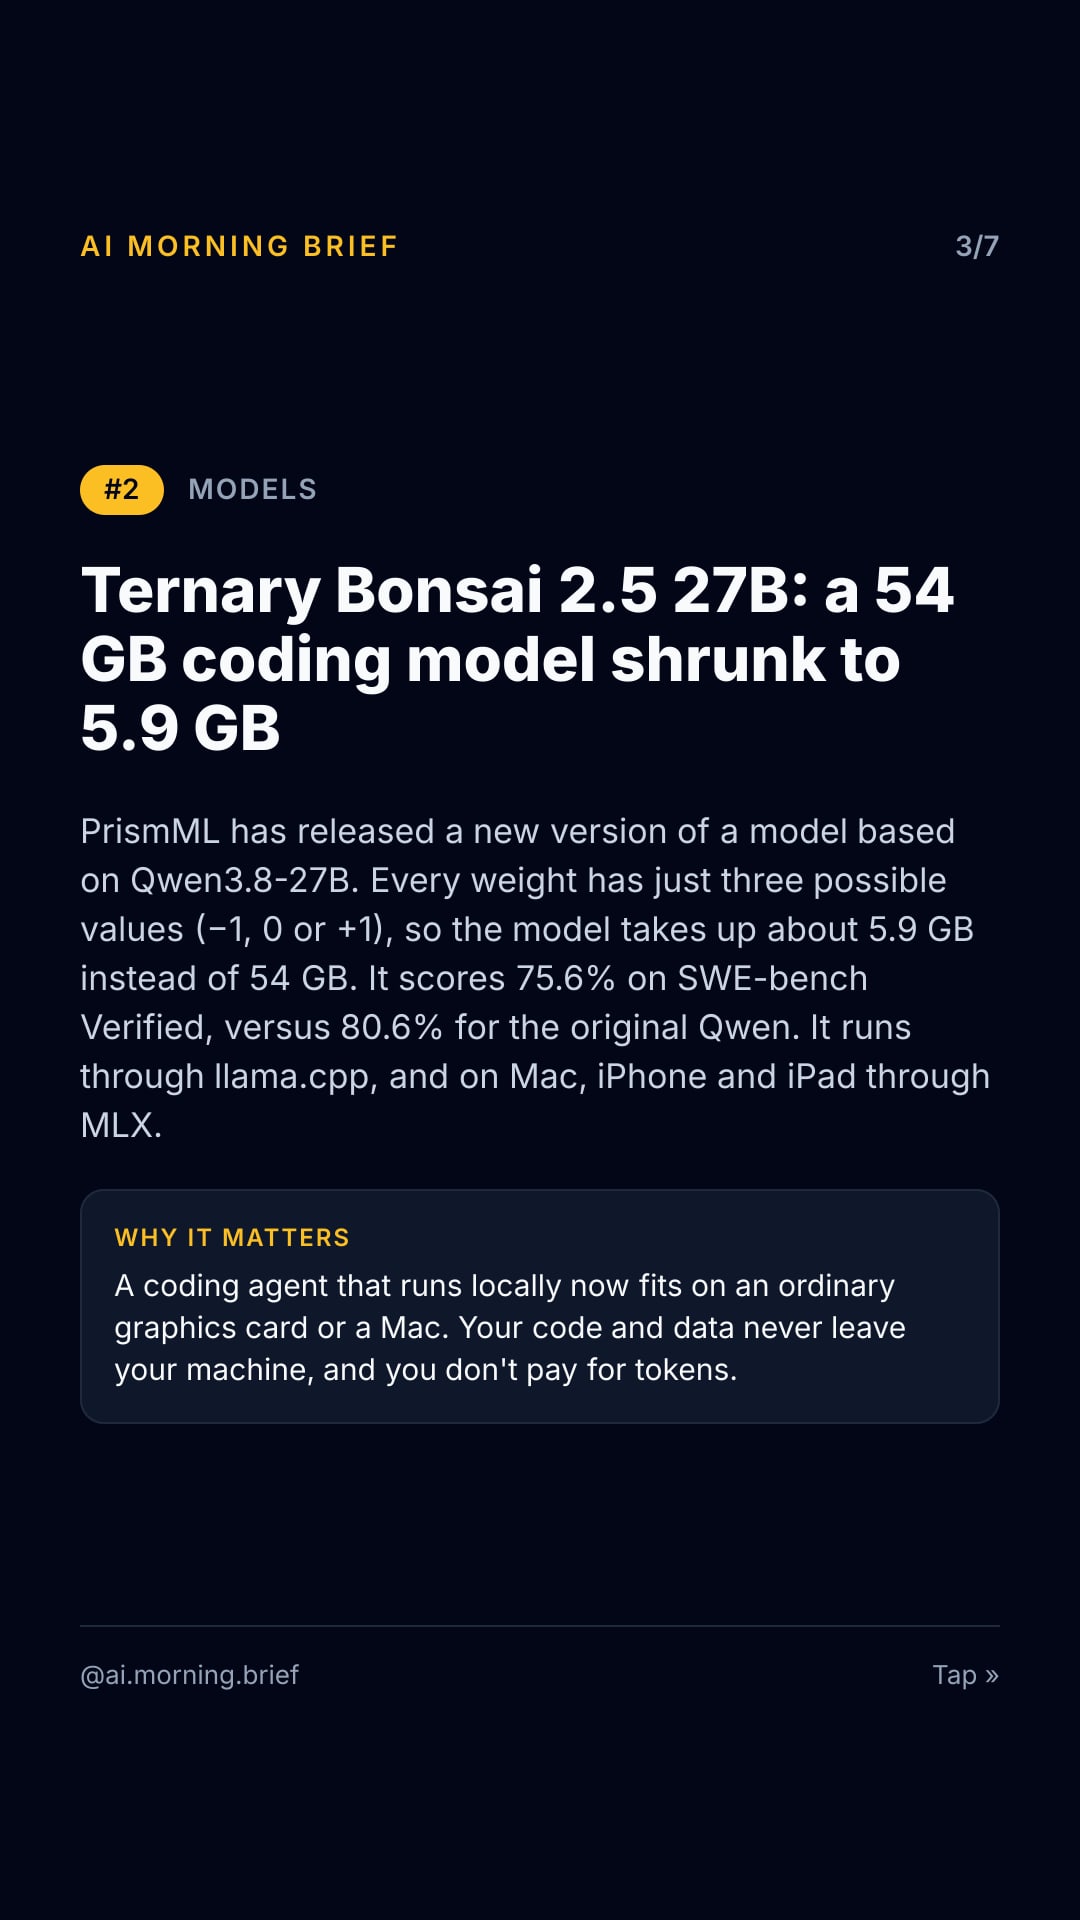 AI MORNING BRIEF
3/7
#2
MODELS
Ternary Bonsai 2.5 27B: a 54
GB coding model shrunk to
5.9 GB
PrismML has released a new version of a model based
on Qwen3.8-27B. Every weight has just three possible
values (−1, 0 or +1), so the model takes up about 5.9 GB
instead of 54 GB. It scores 75.6% on SWE-bench
Verified, versus 80.6% for the original Qwen. It runs
through llama.cpp, and on Mac, iPhone and iPad through
MLX.
WHY IT MATTERS
A coding agent that runs locally now fits on an ordinary
graphics card or a Mac. Your code and data never leave
your machine, and you don't pay for tokens.
@ai.morning.brief
Tap »